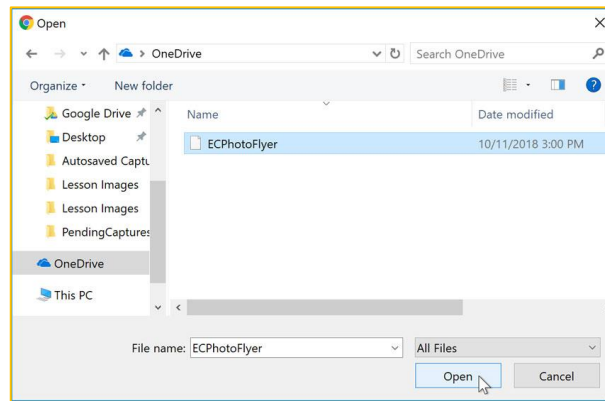 Open
OneDrive
Search OneDrive
Organize
New folder
Google Drive
Desktop
Autosaved Captu
Lesson Images
Lesson Images
PendingCaptures
OneDrive
This PC
Name
Date modified
ECPhotoFlyer
10/11/2018 3:00 PM
File name: ECPhotoFlyer
All Files
Open
Cancel